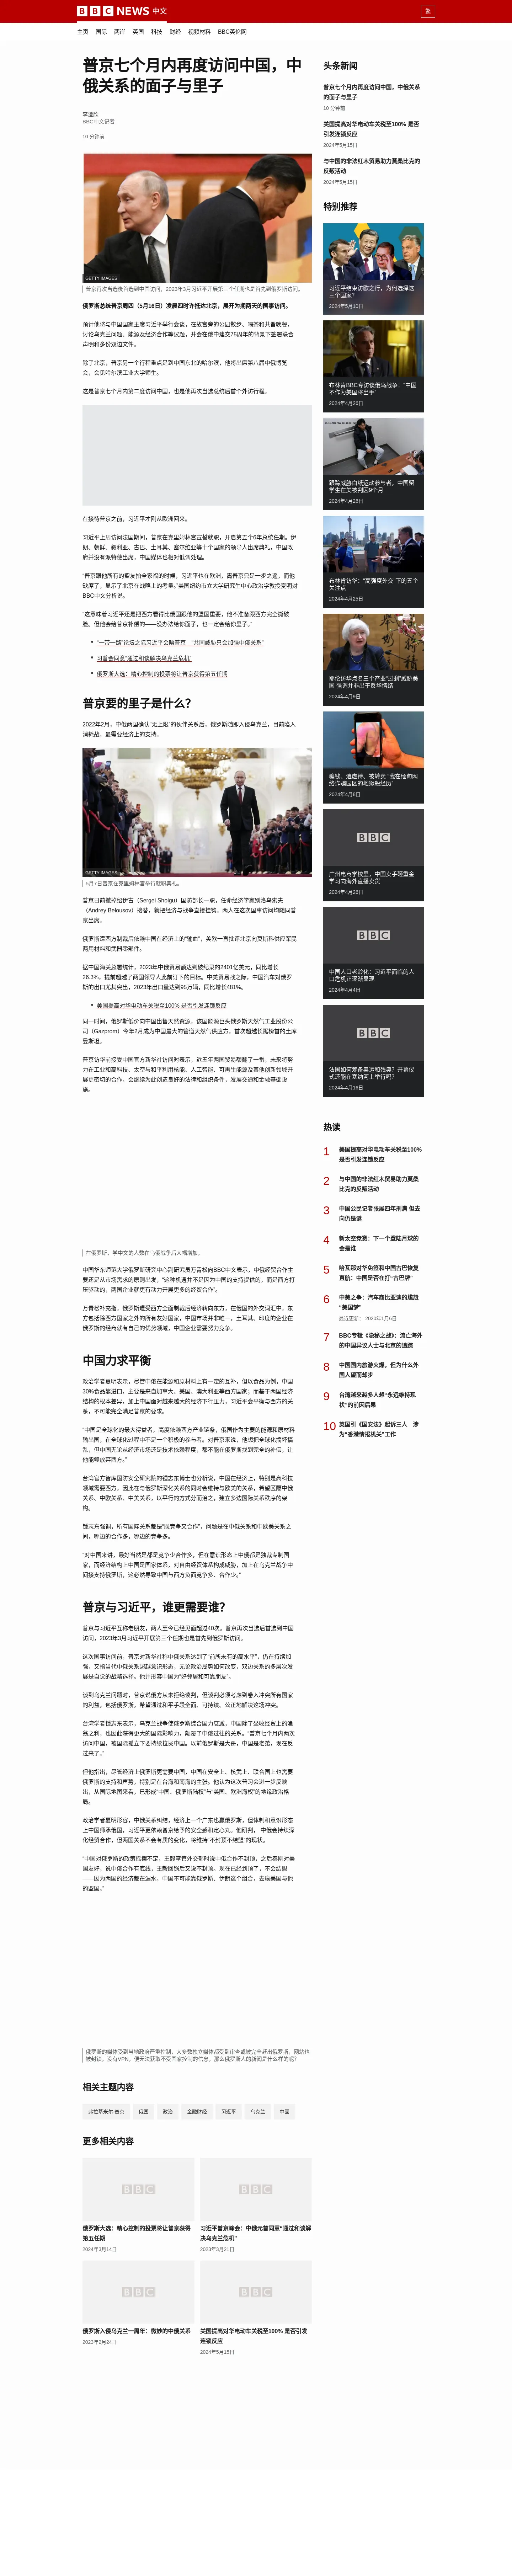 BBC NEWS 中文
繁
主页 国际 两岸 英国 科技 财经 视频材料 BBC英伦网
普京七个月内再度访问中国，中
俄关系的面子与里子
李澄欣
BBC中文记者
10 分钟前
GETTY IMAGES
俄罗斯总统普京周四（5月16日）凌晨四时许抵达北京，展开为期两天的国事访问。
预计他将与中国国家主席习近平举行会谈，在故宫旁的公园散步、喝茶和共晋晚餐，
讨论乌克兰问题、能源及经济合作等议题，并会在俄中建交75周年的背景下签署联合
声明和多份双边文件。
除了北京，普京另一个行程重点是到中国东北的哈尔滨，他将出席第八届中俄博览
会，会见哈尔滨工业大学师生。
这是普京七个月内第二度访问中国，也是他再次当选总统后首个外访行程。
在接待普京之前，习近平才刚从欧洲回来。
习近平上周访问法国期间，普京在克里姆林宫宣誓就职，开启第五个6年总统任期。伊
朗、朝鲜、叙利亚、古巴、土耳其、塞尔维亚等十个国家的领导人出席典礼，中国政
府并没有派特使出席，中国媒体也相对低调处理。
“普京跟他所有的盟友拍全家福的时候，习近平也在欧洲，离普京只是一步之遥，而他
缺席了，显示了北京在战略上的考量。”美国纽约市立大学研究生中心政治学教授夏明对
BBC中文分析说。
“这意味着习近平还是把西方看得比俄国跟他的盟国重要，他不准备跟西方完全撕破
脸。但他会给普京补偿的——没办法给你面子，也一定会给你里子。”
“一带一路”论坛之际习近平会晤普京 “共同威胁只会加强中俄关系”
习普会同意“通过和谈解决乌克兰危机”
俄罗斯大选：精心控制的投票将让普京获得第五任期
普京要的里子是什么？
2022年2月，中俄两国确认“无上限”的伙伴关系后，俄罗斯随即入侵乌克兰，目前陷入
消耗战，最需要经济上的支持。
GETTY IMAGES
5月7日普京在克里姆林宫举行就职典礼。
普京日前撤掉绍伊古（Sergei Shoigu）国防部长一职，任命经济学家别洛乌索夫
（Andrey Belousov）接替，就把经济与战争直接挂钩。两人在这次国事访问均随同普
京出席。
俄罗斯遭西方制裁后依赖中国在经济上的“输血”，美欧一直批评北京向莫斯科供应军民
两用材料和武器零部件。
据中国海关总署统计，2023年中俄贸易额达到破纪录的2401亿美元，同比增长
26.3%，提前超越了两国领导人此前订下的目标。中美贸易战之际，中国汽车对俄罗
斯的出口尤其突出，2023年出口量达到95万辆，同比增长481%。
美国提高对华电动车关税至100% 是否引发连锁反应
同一时间，俄罗斯低价向中国出售天然资源，该国能源巨头俄罗斯天然气工业股份公
司（Gazprom）今年2月成为中国最大的管道天然气供应方，首次超越长踞榜首的土库
曼斯坦。
普京访华前接受中国官方新华社访问时表示，近五年两国贸易额翻了一番，未来将努
力在工业和高科技、太空与和平利用核能、人工智能、可再生能源及其他创新领域开
展更密切的合作，会继续为此创造良好的法律和组织条件，发展交通和金融基础设
施。
在俄罗斯，学中文的人数在乌俄战争后大幅增加。
中国华东师范大学俄罗斯研究中心副研究员万青松向BBC中文表示，中俄经贸合作主
要还是从市场需求的原则出发，“这种机遇并不是因为中国的支持提供的，而是西方打
压驱动的，两国企业就更有动力开展更多的经贸合作”。
万青松补充指，俄罗斯遭受西方全面制裁后经济转向东方，在俄国的外交词汇中，东
方包括除西方国家之外的所有友好国家，中国市场并非唯一，土耳其、印度的企业在
俄罗斯的经商就有自己的优势领域，中国企业需要努力竞争。
中国力求平衡
政治学者夏明表示，尽管中俄在能源和原材料上有一定的互补，但以食品为例，中国
30%食品靠进口，主要是来自加拿大、美国、澳大利亚等西方国家；而基于两国经济
结构的根本差异，加上中国面对越来越大的经济下行压力，习近平会平衡与西方的关
系，不可能完全满足普京的要求。
“中国是全球化的最大得益者，高度依赖西方产业链条，俄国作为主要的能源和原材料
输出国，在全球化过程中不是一个积极的参与者。对普京来说，他想把全球化搞坏搞
乱，但中国无论从经济市场还是技术依赖程度，都不能在俄罗斯找到完全的补偿，让
他能够放弃西方。”
台湾官方智库国防安全研究院的锺志东博士也分析说，中国在经济上，特别是高科技
领域需要西方，因此在与俄罗斯深化关系的同时会维持与欧美的关系，希望区隔中俄
关系、中欧关系、中美关系，以平行的方式分而治之，建立多边国际关系秩序的架
构。
锺志东强调，所有国际关系都是“既竞争又合作”，问题是在中俄关系和中欧美关系之
间，哪边的合作多，哪边的竞争多。
“对中国来讲，最好当然是都是竞争少合作多，但在意识形态上中俄都是独裁专制国
家，而经济结构上中国是国家体系，对自由经贸体系构成威胁，加上在乌克兰战争中
间接支持俄罗斯，这必然导致中国与西方负面竞争多、合作少。”
普京与习近平，谁更需要谁？
普京与习近平互称老朋友，两人至今已经见面超过40次。普京再次当选后首选到中国
访问，2023年3月习近平开展第三个任期也是首先到俄罗斯访问。
这次国事访问前，普京对新华社称中俄关系达到了“前所未有的高水平”，仍在持续加
强，又指当代中俄关系超越意识形态，无论政治局势如何改变，双边关系的多层次发
展是自觉的战略选择。他并形容中国为“好邻居和可靠朋友”。
谈到乌克兰问题时，普京说俄方从未拒绝谈判，但谈判必须考虑到卷入冲突所有国家
的利益，包括俄罗斯，希望通过和平手段全面、可持续、公正地解决这场冲突。
台湾学者锺志东表示，乌克兰战争使俄罗斯综合国力衰减，中国除了坐收经贸上的渔
翁之利，也因此获得更大的国际影响力，颠覆了中俄过往的关系。“普京七个月内两次
访问中国，被国际孤立下要持续拉拢中国。以前俄罗斯是大哥，中国是老弟，现在反
过来了。”
但他指出，尽管经济上俄罗斯更需要中国，中国在安全上、核武上、联合国上也需要
俄罗斯的支持和声势，特别是在台海和南海的主张。他认为这次普习会进一步反映
出，从国际地图来看，已形成“中国、俄罗斯陆权”与“美国、欧洲海权”的地缘政治格
局。
政治学者夏明形容，中俄关系纠结，经济上一个广东也赢俄罗斯，但体制和意识形态
上中国师承俄国，习近平更依赖普京给予的安全感和定心丸。他研判， 中俄会持续深
化经贸合作，但两国关系不会有质的变化，将维持“不封顶不结盟”的现状。
“中国对俄罗斯的政策摇摆不定，王毅掌管外交部时说中俄合作不封顶，之后秦刚对美
国友好，说中俄合作有底线，王毅回锅后又说不封顶。现在已经到顶了，不会结盟
——因为两国的经济都在漏水，中国不可能靠俄罗斯、伊朗这个组合，去赢美国与他
的盟国。”
俄罗斯的媒体受到当地政府严重控制，大多数独立媒体都受到审查或被完全赶出俄罗斯，网站也
被封锁。没有VPN，便无法获取不受国家控制的信息，那么俄罗斯人的新闻是什么样的呢？
相关主题内容
弗拉基米尔·普京 俄国 政治 金融财经 习近平 乌克兰 中国
更多相关内容
BBC
BBC
俄罗斯大选：精心控制的投票将让普京获得
第五任期
2024年3月14日
习近平普京峰会：中俄元首同意“通过和谈解
决乌克兰危机”
2023年3月21日
BBC
BBC
俄罗斯入侵乌克兰一周年：微妙的中俄关系
2023年2月24日
美国提高对华电动车关税至100% 是否引发
连锁反应
2024年5月15日
头条新闻
普京七个月内再度访问中国，中俄关系
的面子与里子
10 分钟前
美国提高对华电动车关税至100% 是否
引发连锁反应
2024年5月15日
与中国的非法红木贸易助力莫桑比克的
反叛活动
2024年5月15日
特别推荐
习近平结束访欧之行，为何选择这
三个国家？
2024年5月10日
布林肯BBC专访谈俄乌战争：“中国
不作为美国将出手”
2024年4月26日
跟踪威胁白纸运动参与者，中国留
学生在美被判囚9个月
2024年4月26日
布林肯访华：“高强度外交”下的五个
关注点
2024年4月25日
耶伦访华点名三个产业“过剩”威胁美
国 强调并非出于反华情绪
2024年4月9日
骗钱、遭虐待、被转卖 “我在缅甸网
络诈骗园区的地狱般经历”
2024年4月8日
BBC
广州电商学校里，中国卖手砸重金
学习向海外直播卖货
2024年4月26日
BBC
中国人口老龄化：习近平面临的人
口危机正逐渐显现
2024年4月4日
BBC
法国如何筹备奥运和残奥？开幕仪
式还能在塞纳河上举行吗？
2024年4月16日
热读
1 美国提高对华电动车关税至100%
是否引发连锁反应
2 与中国的非法红木贸易助力莫桑
比克的反叛活动
3 中国公民记者张展四年刑满 但去
向仍是谜
4 新太空竞赛：下一个登陆月球的
会是谁
5 哈瓦那对华免签和中国古巴恢复
直航：中国是否在打“古巴牌”
6 中美之争：汽车商比亚迪的尴尬
“美国梦”
最近更新： 2020年1月6日
7 BBC专辑《隐秘之战》：流亡海外
的中国异议人士与北京的追踪
8 中国国内旅游火爆，但为什么外
国人望而却步
9 台湾越来越多人想“永远维持现
状”的前因后果
10 英国引《国安法》起诉三人 涉
为“香港情报机关”工作